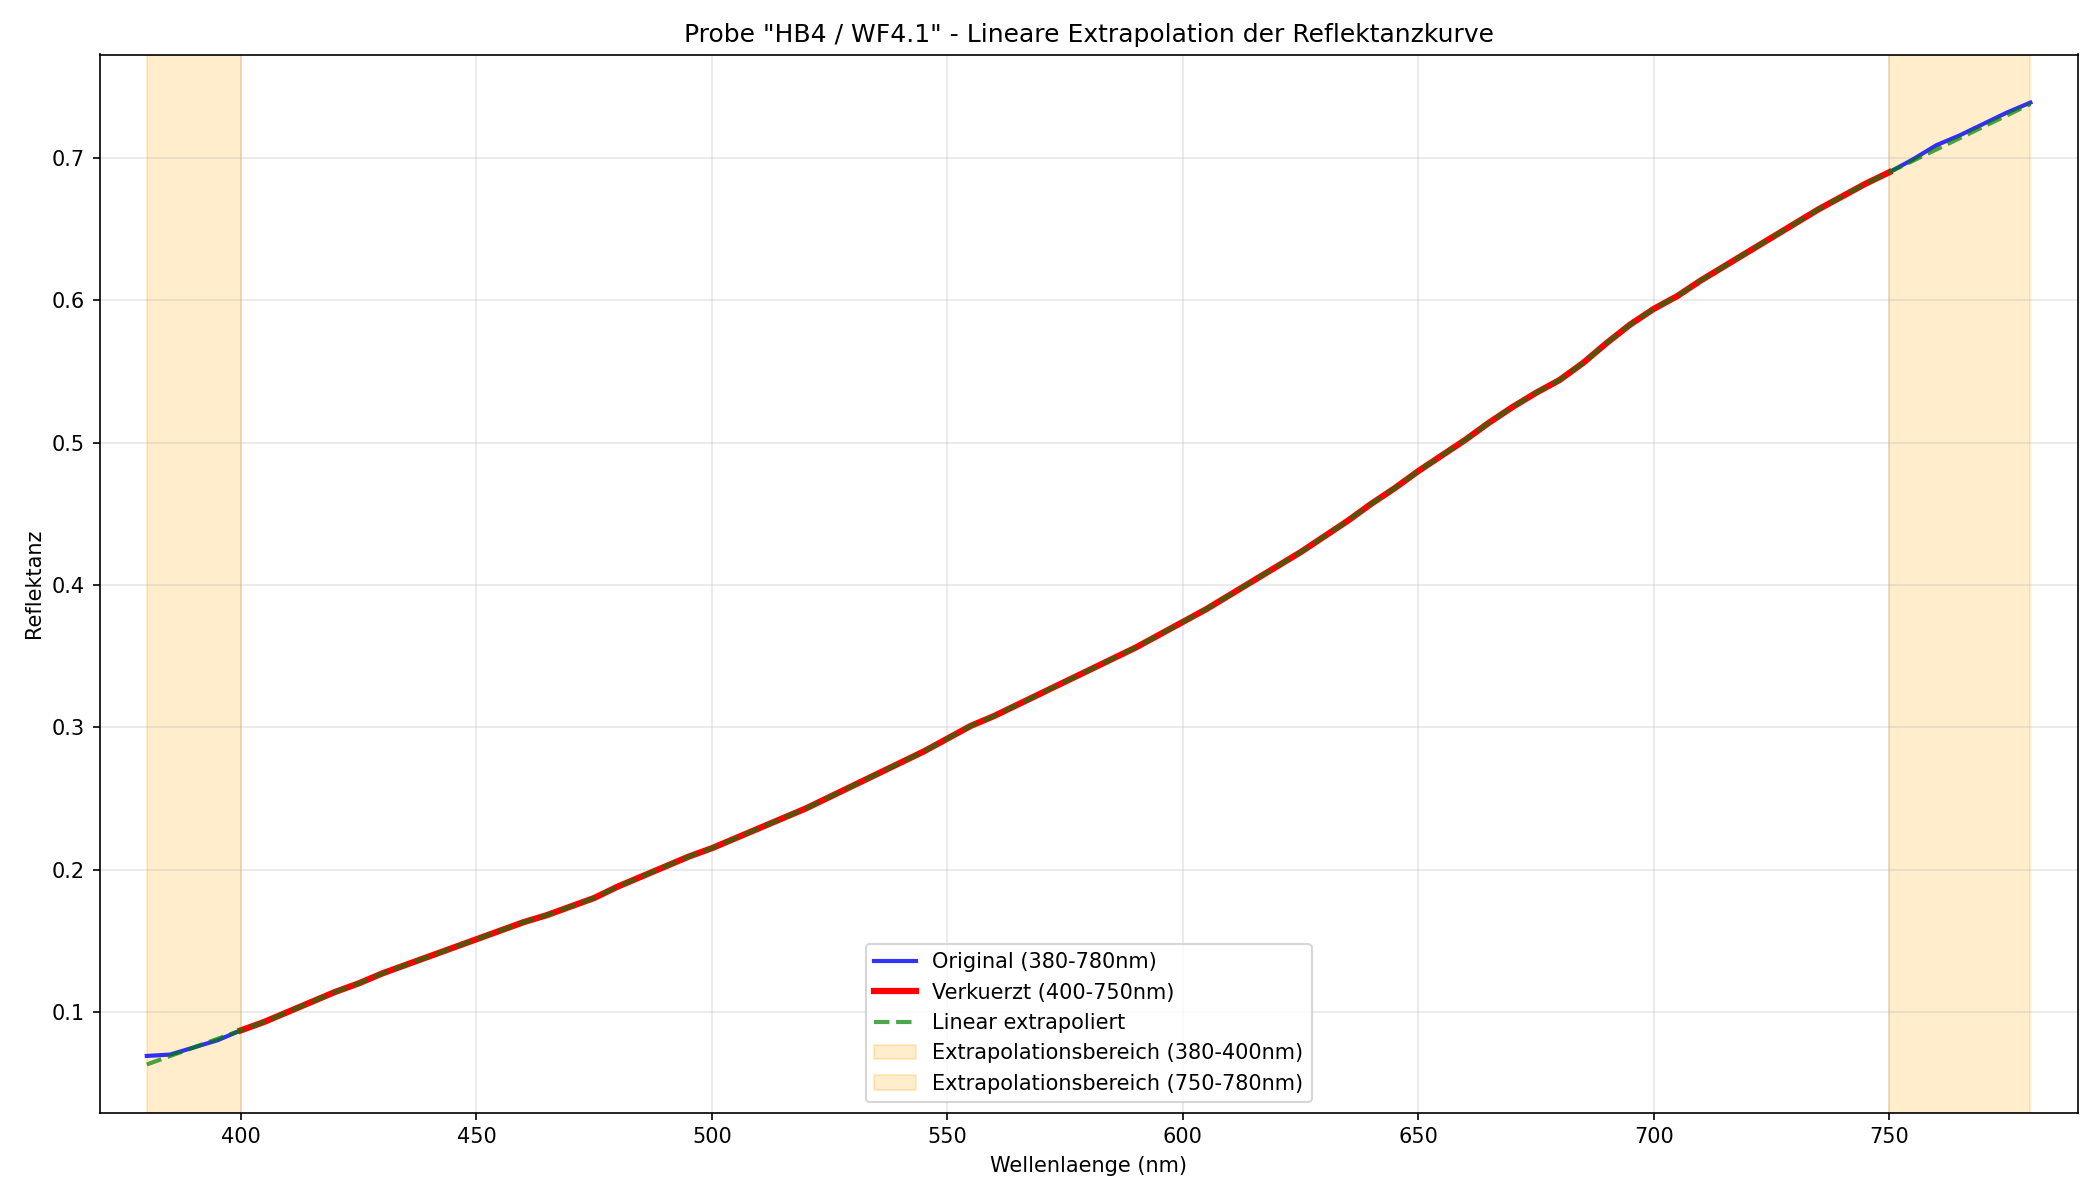 Probe "HB4 / WF4.1" - Lineare Extrapolation der Reflektanzkurve
Reflektanz
0.7
0.6
0.5
0.4
0.3
0.2
0.1
Original (380-780nm)
Verkuerzt (400-750nm)
Linear extrapoliert
Extrapolationsbereich (380-400nm)
Extrapolationsbereich (750-780nm)
400 450 500 550 600 650 700 750
Wellenlaenge (nm)